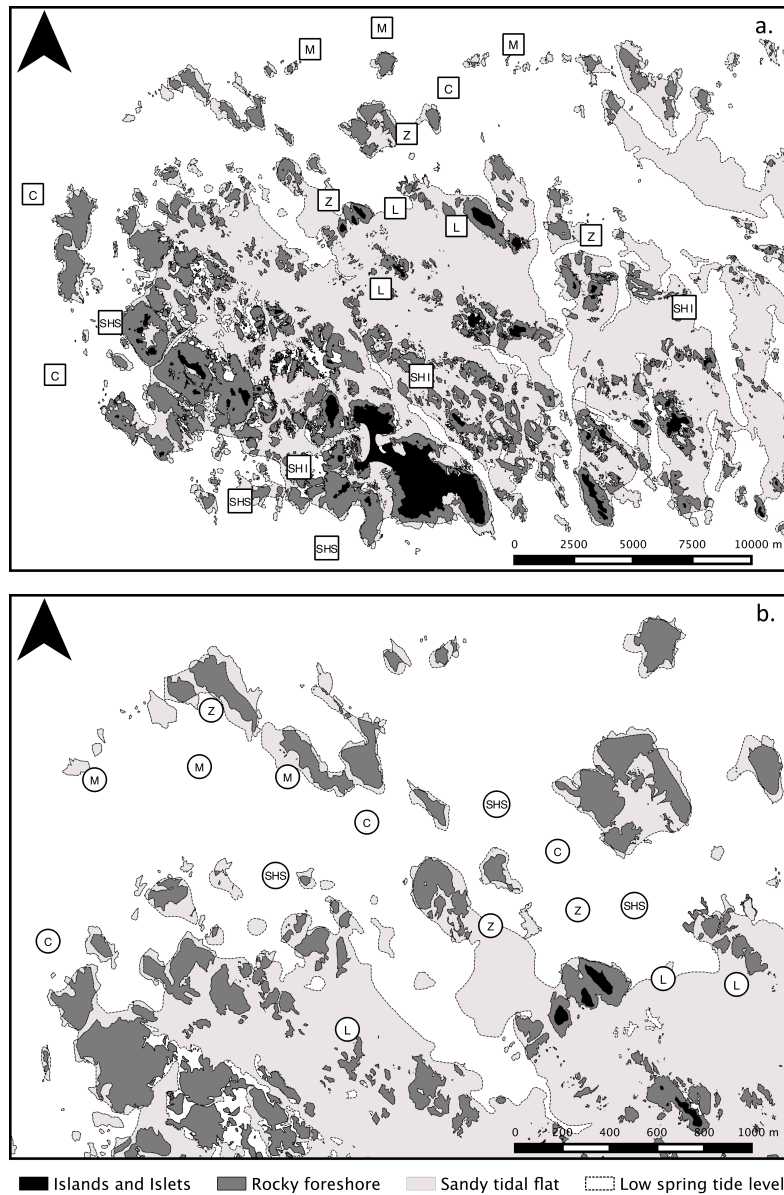 a.
M
M
M
C
Z
C
Z
L
L
Z
L
SHI
SHS
C
SHI
SHI
SHS
SHS
0 2500 5000 7500 10000 m
b.
Z
M
M
M
SHS
C
C
SHS
SHS
Z
Z
C
L
L
L
0 200 400 600 800 1000 m
Islands and Islets Rocky foreshore Sandy tidal flat Low spring tide level